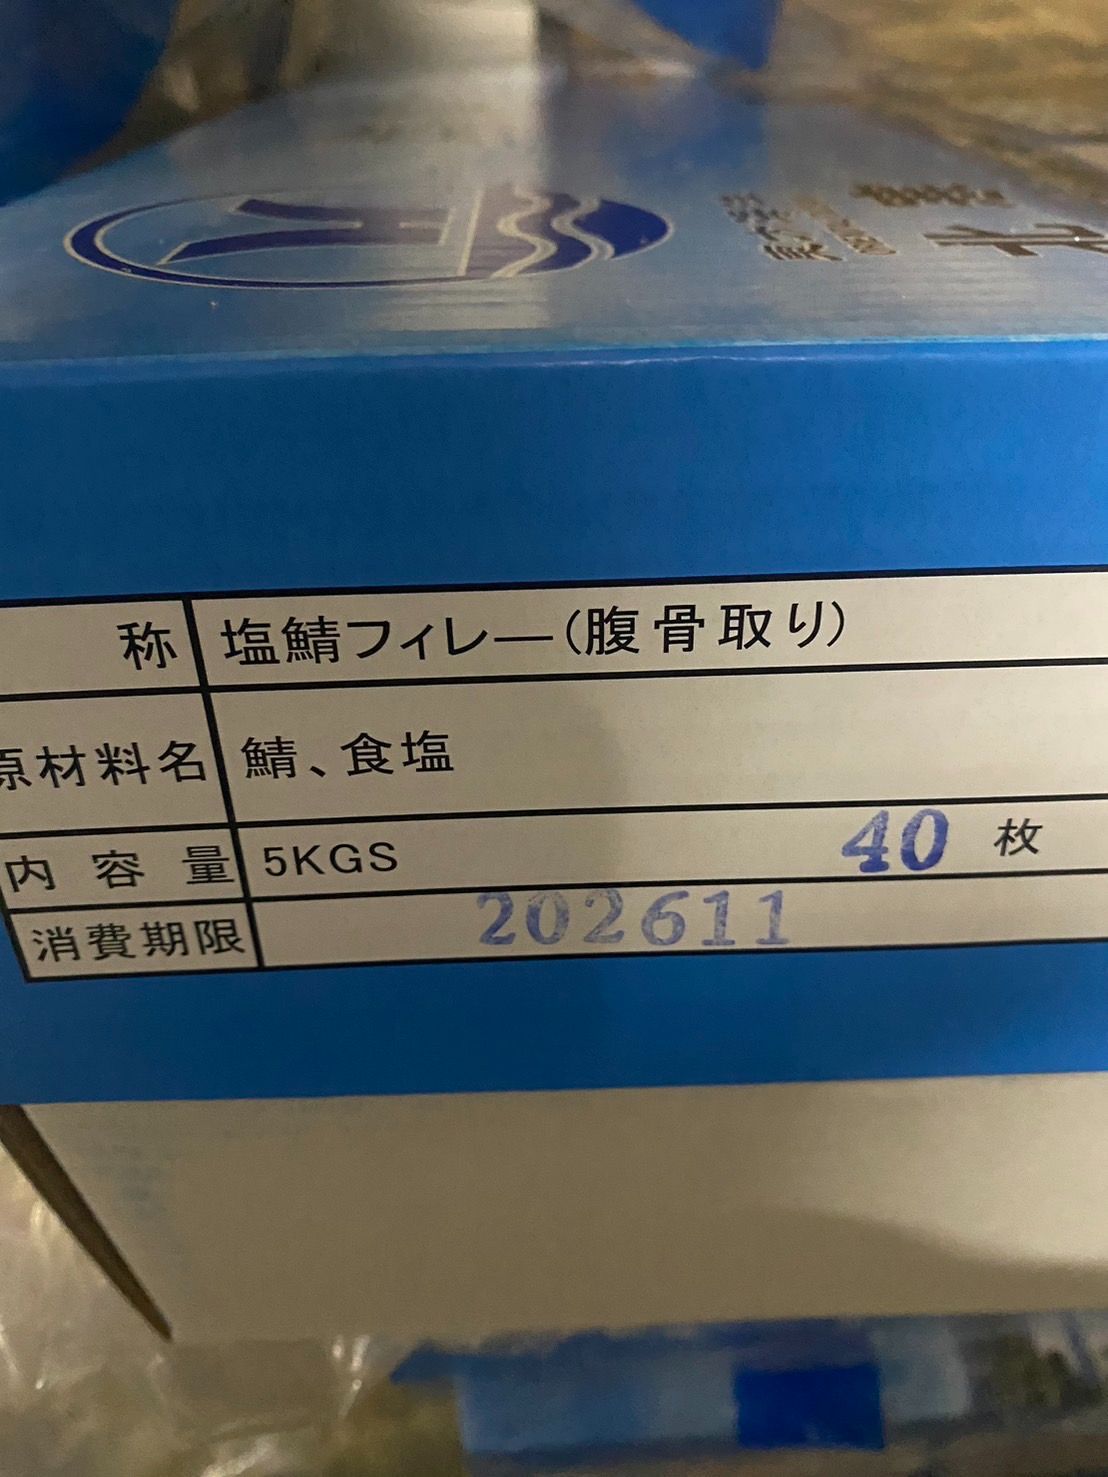 称 塩鯖フィレー(腹骨取り)
原材料名 鯖、食塩
内容量 5KGS 40 枚
消費期限 202611